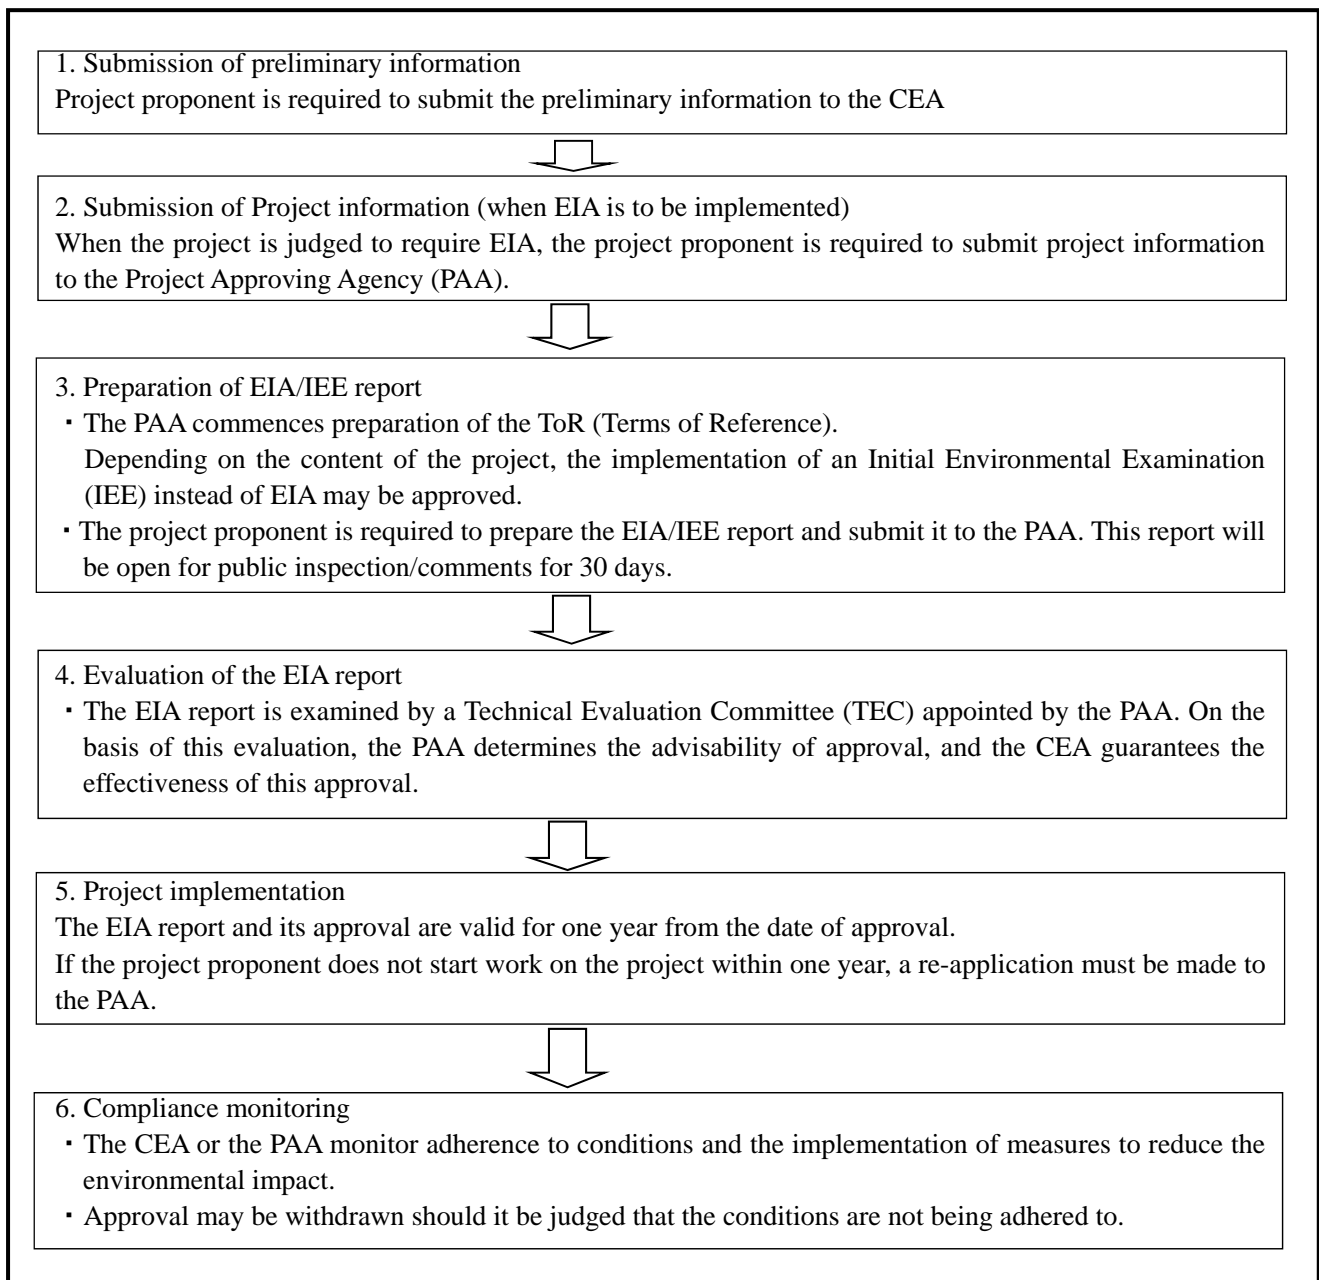 1. Submission of preliminary information
Project proponent is required to submit the preliminary information to the CEA
2. Submission of Project information (when EIA is to be implemented)
When the project is judged to require EIA, the project proponent is required to submit project information
to the Project Approving Agency (PAA).
3. Preparation of EIA/IEE report
・The PAA commences preparation of the ToR (Terms of Reference).
Depending on the content of the project, the implementation of an Initial Environmental Examination
(IEE) instead of EIA may be approved.
・The project proponent is required to prepare the EIA/IEE report and submit it to the PAA. This report will
be open for public inspection/comments for 30 days.
4. Evaluation of the EIA report
・The EIA report is examined by a Technical Evaluation Committee (TEC) appointed by the PAA. On the
basis of this evaluation, the PAA determines the advisability of approval, and the CEA guarantees the
effectiveness of this approval.
5. Project implementation
The EIA report and its approval are valid for one year from the date of approval.
If the project proponent does not start work on the project within one year, a re-application must be made to
the PAA.
6. Compliance monitoring
・The CEA or the PAA monitor adherence to conditions and the implementation of measures to reduce the
environmental impact.
・Approval may be withdrawn should it be judged that the conditions are not being adhered to.